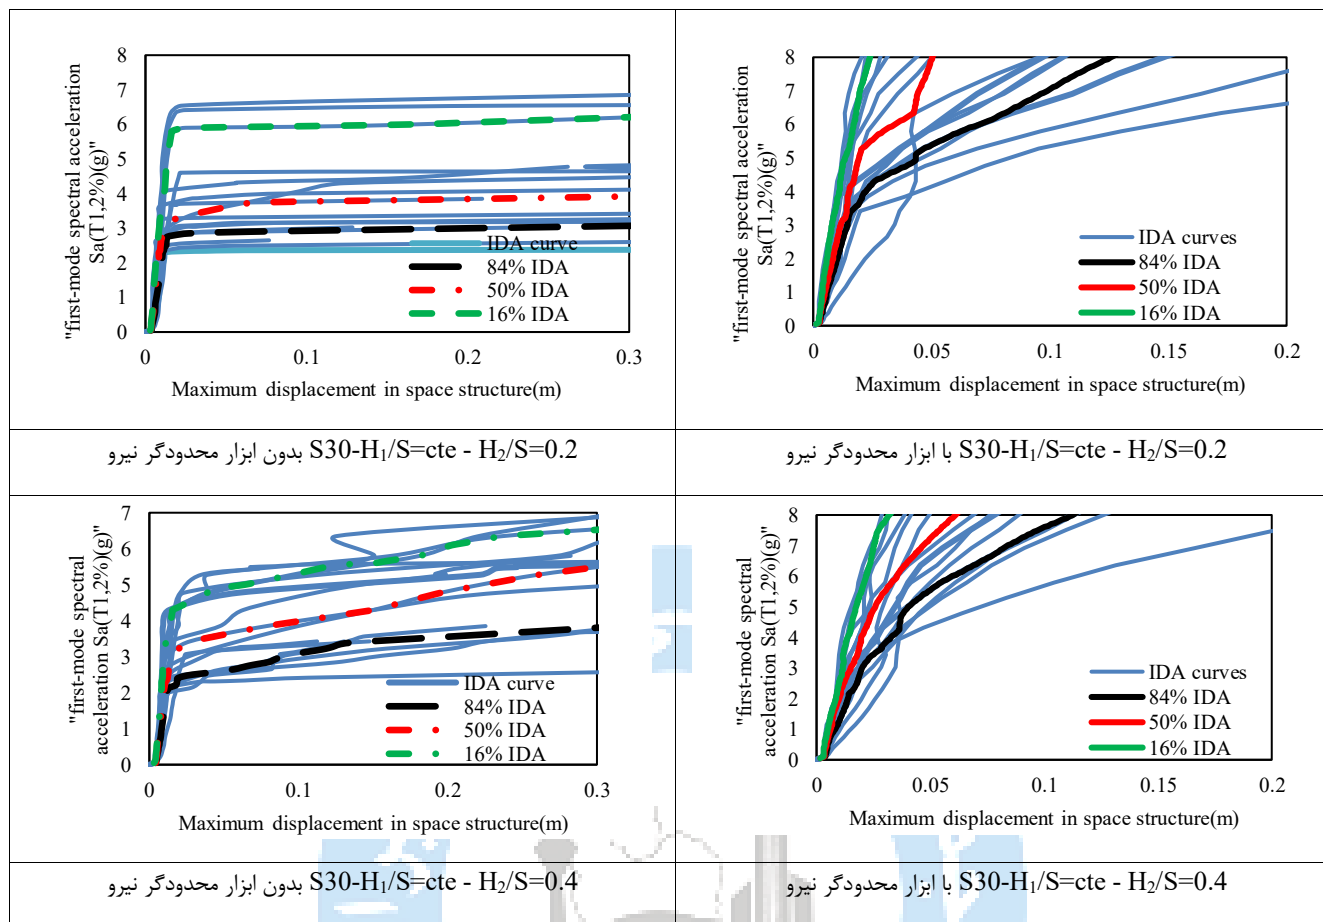 "first-mode spectral acceleration
Sa(T1,2%)(g)"
8
7
6
5
4
3
2
1
0
IDA curve
84% IDA
50% IDA
16% IDA
0 0.1 0.2 0.3
Maximum displacement in space structure(m)
"first-mode spectral acceleration
Sa(T1,2%)(g)"
8
7
6
5
4
3
2
1
0
IDA curves
84% IDA
50% IDA
16% IDA
0 0.05 0.1 0.15 0.2
Maximum displacement in space structure(m)
S30-H1/S=cte - H2/S=0.2 بدون ابزار محدودگر نیرو
S30-H1/S=cte - H2/S=0.2 با ابزار محدودگر نیرو
"first-mode spectral
acceleration Sa(T1,2%)(g)"
7
6
5
4
3
2
1
0
IDA curve
84% IDA
50% IDA
16% IDA
0 0.1 0.2 0.3
Maximum displacement in space structure(m)
"first-mode spectral
acceleration Sa(T1,2%)(g)"
8
7
6
5
4
3
2
1
0
IDA curves
84% IDA
50% IDA
16% IDA
0 0.05 0.1 0.15 0.2
Maximum displacement in space structure(m)
S30-H1/S=cte - H2/S=0.4 بدون ابزار محدودگر نیرو
S30-H1/S=cte - H2/S=0.4 با ابزار محدودگر نیرو